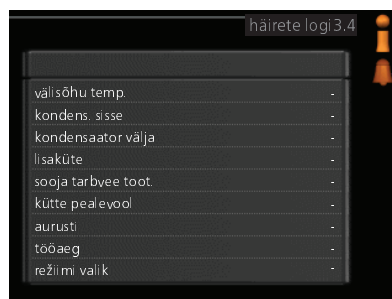 häirete logi 3.4
välisõhu temp. -
kondens. sisse -
kondensaator välja -
lisaküte -
sooja tarbvee toot. -
kütte pealevool -
aurusti -
tööaeg -
režiimi valik -